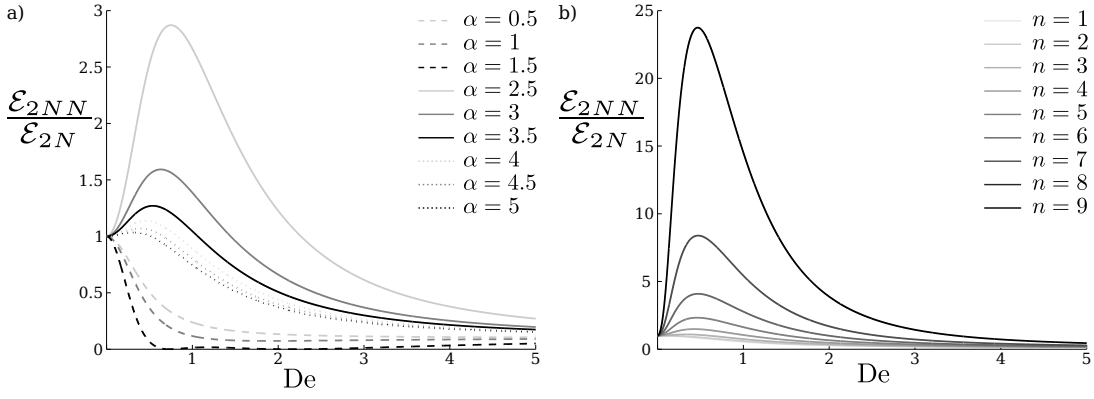 a)
3
2.5
2
1.5
1
0.5
0
1
2
3
4
5
De
ℰ2NN
ℰ2N
α = 0.5
α = 1
α = 1.5
α = 2.5
α = 3
α = 3.5
α = 4
α = 4.5
α = 5
b)
25
20
15
10
5
0
1
2
3
4
5
De
ℰ2NN
ℰ2N
n = 1
n = 2
n = 3
n = 4
n = 5
n = 6
n = 7
n = 8
n = 9